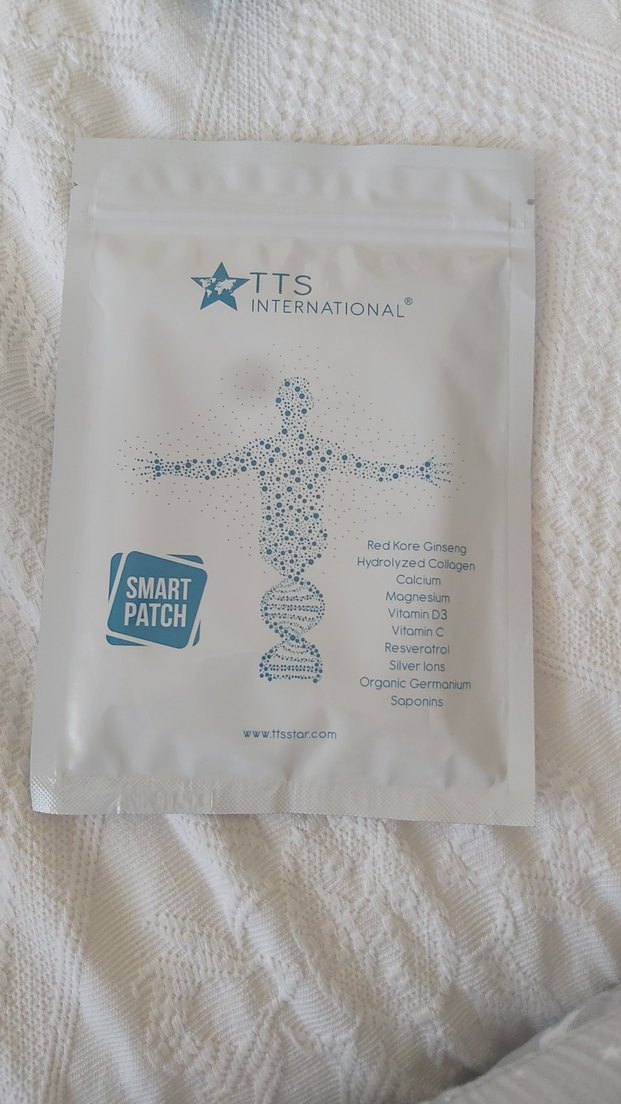 TTS
INTERNATIONAL®
SMART
PATCH
Red Kore Ginseng
Hydrolyzed Collagen
Calcium
Magnesium
Vitamin D3
Vitamin C
Resveratrol
Silver Ions
Organic Germanium
Saponins
www.ttsstar.com